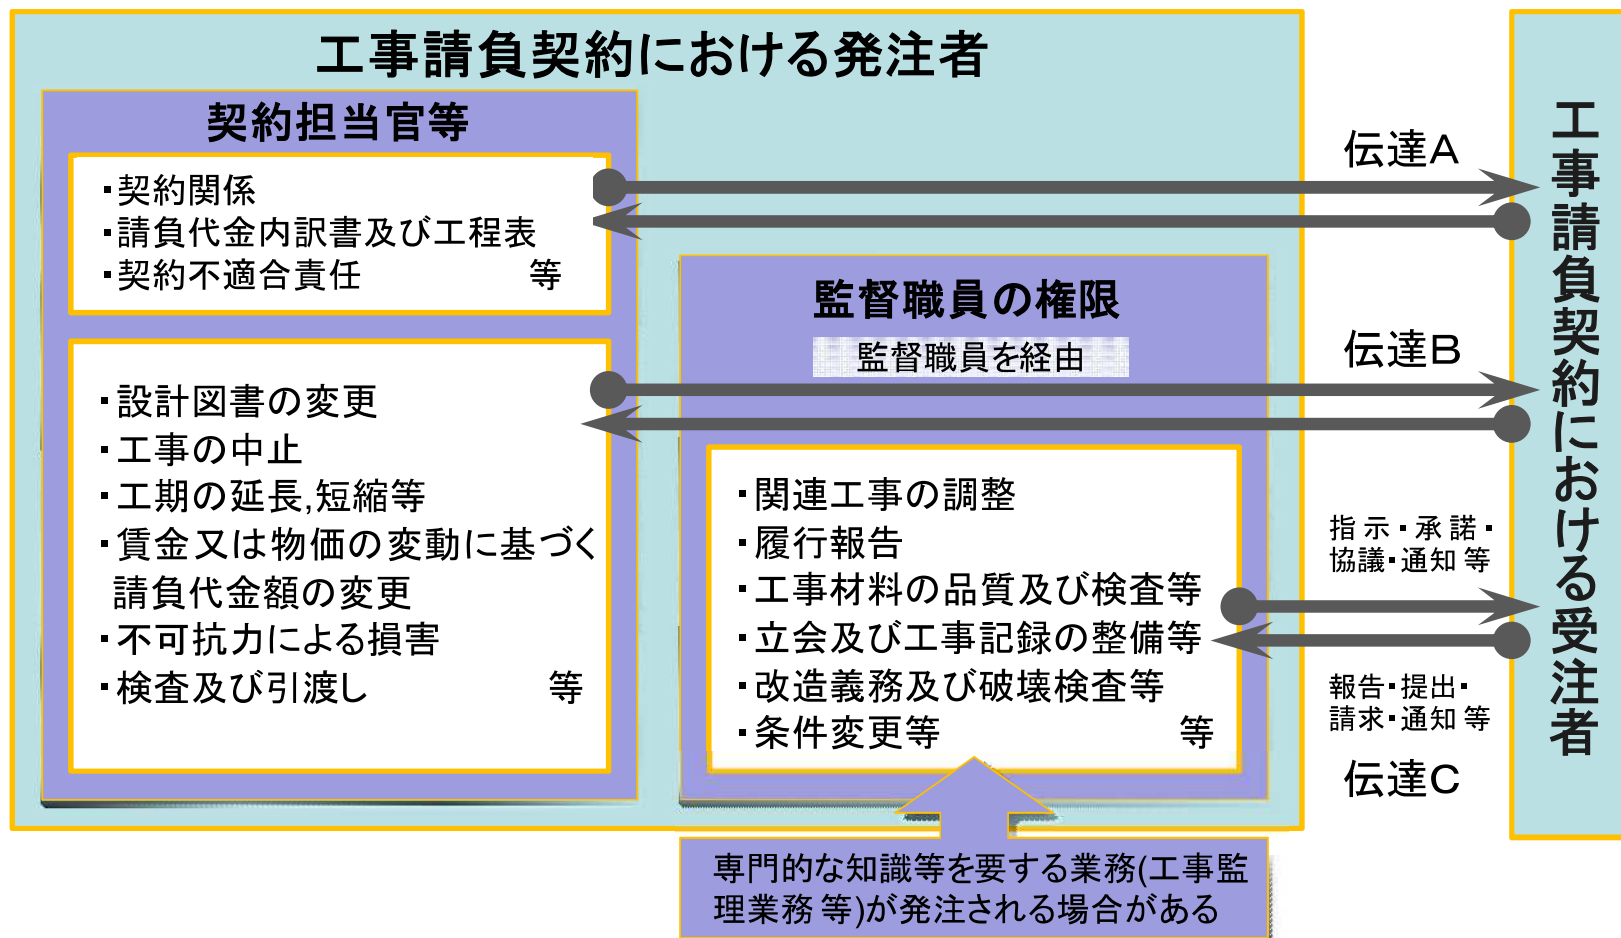 工事請負契約における発注者
契約担当官等
・契約関係
・請負代金内訳書及び工程表
・契約不適合責任 等
・設計図書の変更
・工事の中止
・工期の延長,短縮等
・賃金又は物価の変動に基づく
請負代金額の変更
・不可抗力による損害
・検査及び引渡し 等
監督職員の権限
監督職員を経由
・関連工事の調整
・履行報告
・工事材料の品質及び検査等
・立会及び工事記録の整備等
・改造義務及び破壊検査等
・条件変更等 等
専門的な知識等を要する業務(工事監
理業務等)が発注される場合がある
伝達A
伝達B
指示・承諾・
協議・通知等
報告・提出・
請求・通知等
伝達C
工事請負契約における受注者